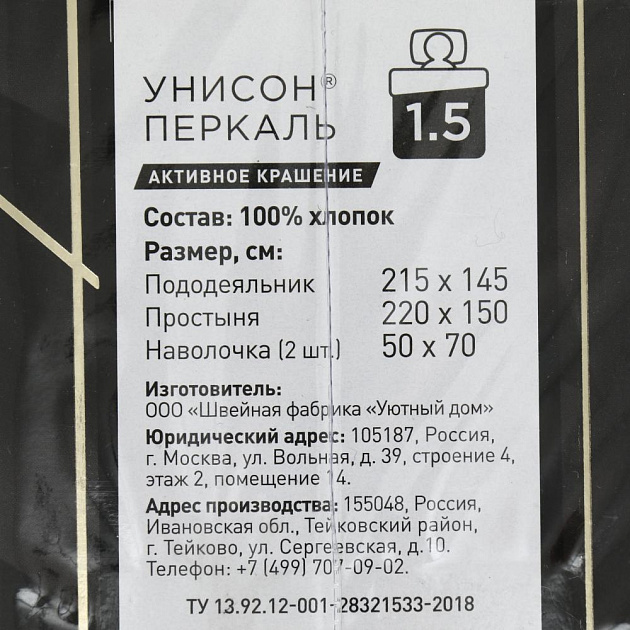 УНИСОН®
ПЕРКАЛЬ
1.5
АКТИВНОЕ КРАШЕНИЕ
Состав: 100% хлопок
Размер, см:
Пододеяльник 215 x 145
Простыня 220 x 150
Наволочка (2 шт.) 50 x 70
Изготовитель:
ООО «Швейная фабрика «Уютный дом»
Юридический адрес: 105187, Россия,
г. Москва, ул. Вольная, д. 39, строение 4,
этаж 2, помещение 14.
Адрес производства: 155048, Россия,
Ивановская обл., Тейковский район,
г. Тейково, ул. Сергеевская, д.10.
Телефон: +7 (499) 707-09-02.
ТУ 13.92.12-001-28321533-2018